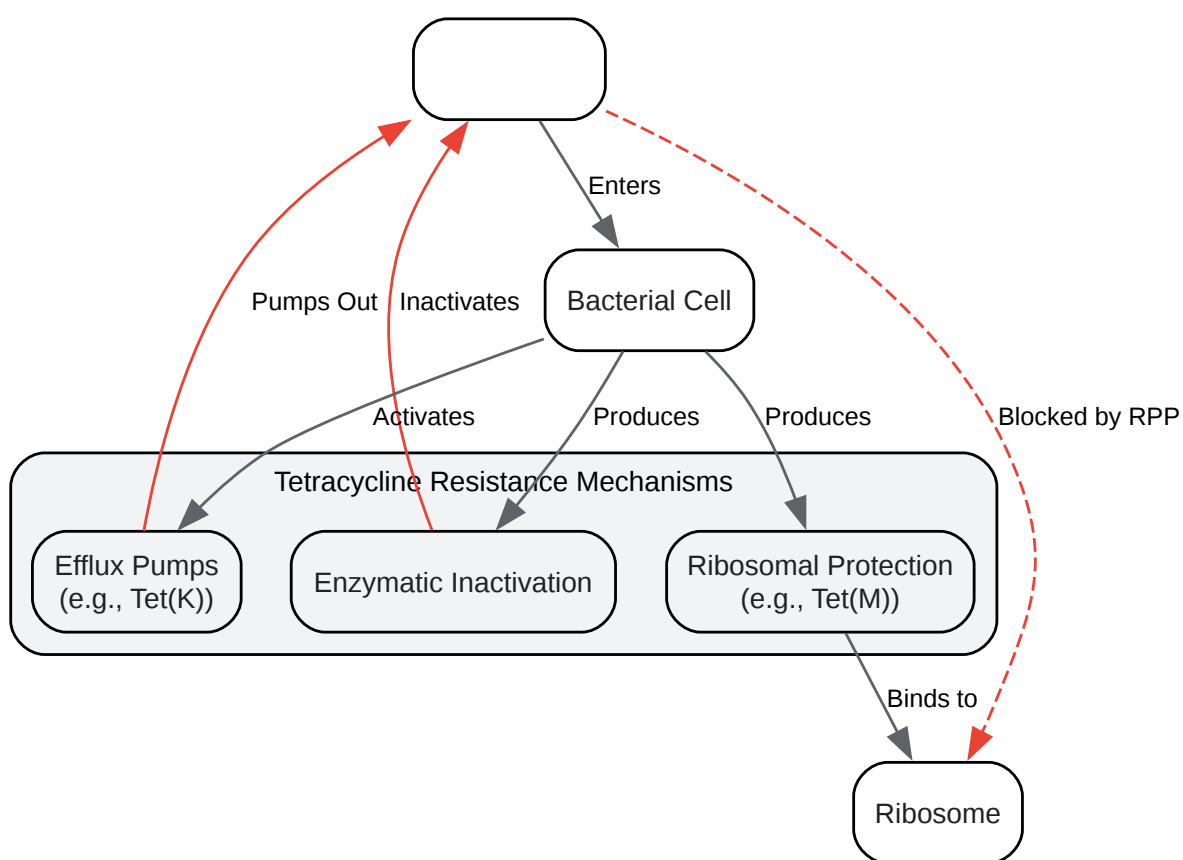 Enters
Bacterial Cell
Pumps Out
Inactivates
Activates
Produces
Produces
Blocked by RPP
Tetracycline Resistance Mechanisms
Efflux Pumps
(e.g., Tet(K))
Enzymatic Inactivation
Ribosomal Protection
(e.g., Tet(M))
Binds to
Ribosome